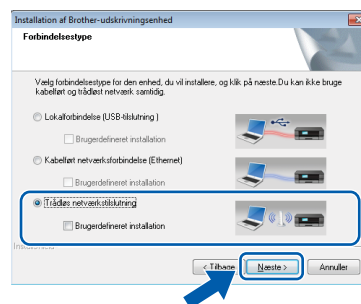 Installation af Brother-udskrivningsenhed
Forbindelsestype
Vælg forbindelsestype for den enhed, du vil installere, og klik på næste.Du kan ikke bruge
kabelført og trådløst netværk samtidig.
Lokalforbindelse (USB-tilslutning )
Brugerdefineret installation
Kabelført netværksforbindelse (Ethernet)
Brugerdefineret installation
Trådløs netværkstilslutning
Brugerdefineret installation
< Tilbage Næste > Annuller